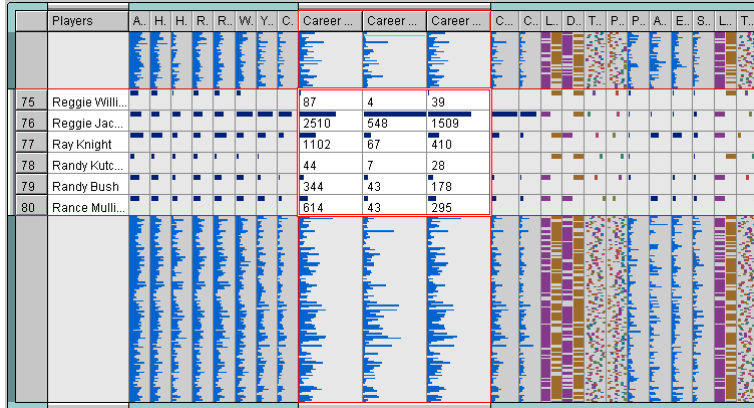 Players A.. H.. H.. R.. R.. W. Y... C. Career ... Career ... Career ... C... C.. L... D.. T... P.. P.. A.. E... S.. L... T..
75 Reggie Willi... 87 4 39
76 Reggie Jac... 2510 548 1509
77 Ray Knight 1102 67 410
78 Randy Kutc... 44 7 28
79 Randy Bush 344 43 178
80 Rance Mulli... 614 43 295